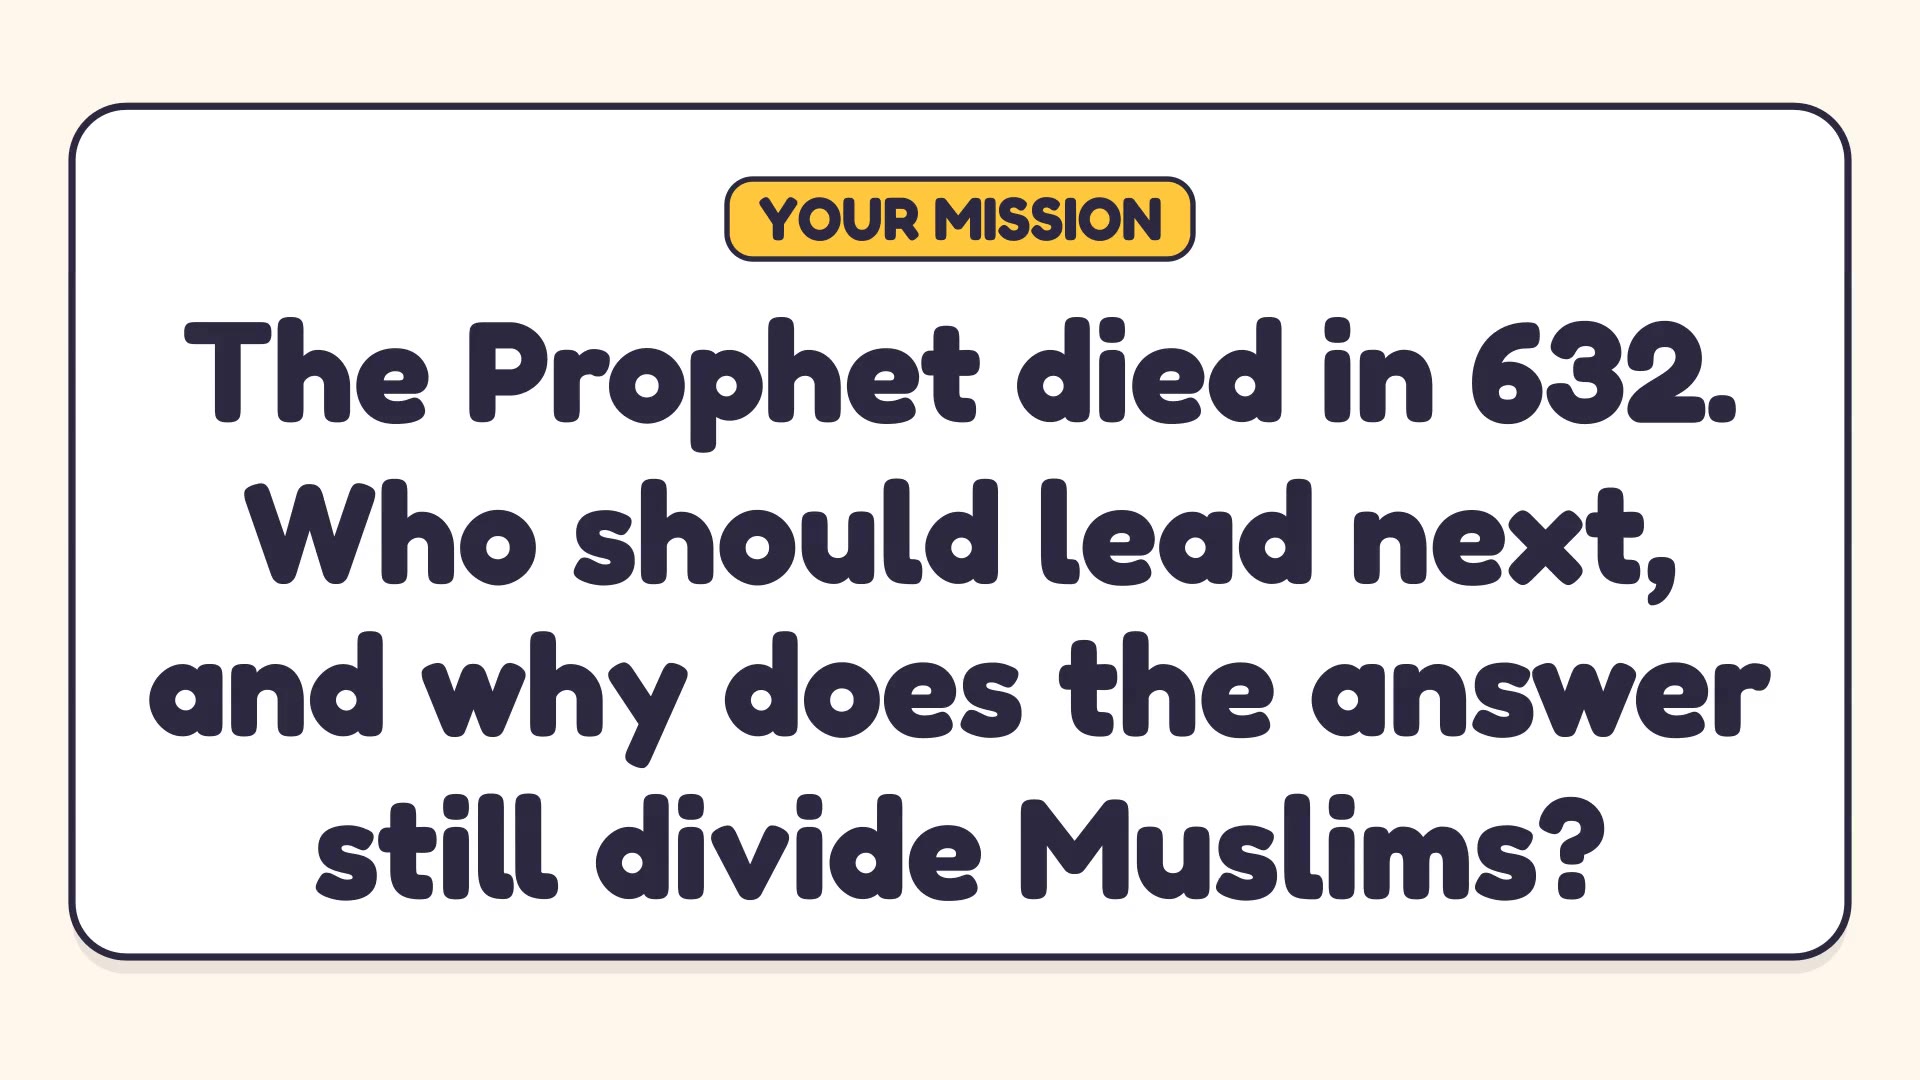 YOUR MISSION
The Prophet died in 632.
Who should lead next,
and why does the answer
still divide Muslims?